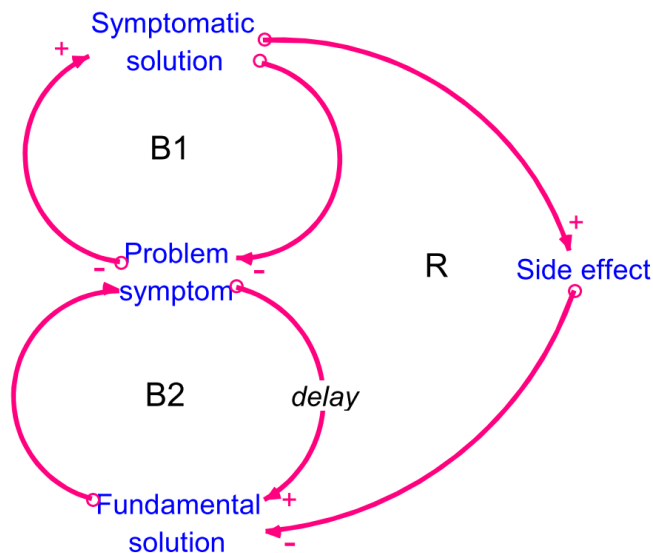 Symptomatic
solution
+
B1
+
Problem
symptom
-
-
R
Side effect
B2
delay
Fundamental
solution
+
-